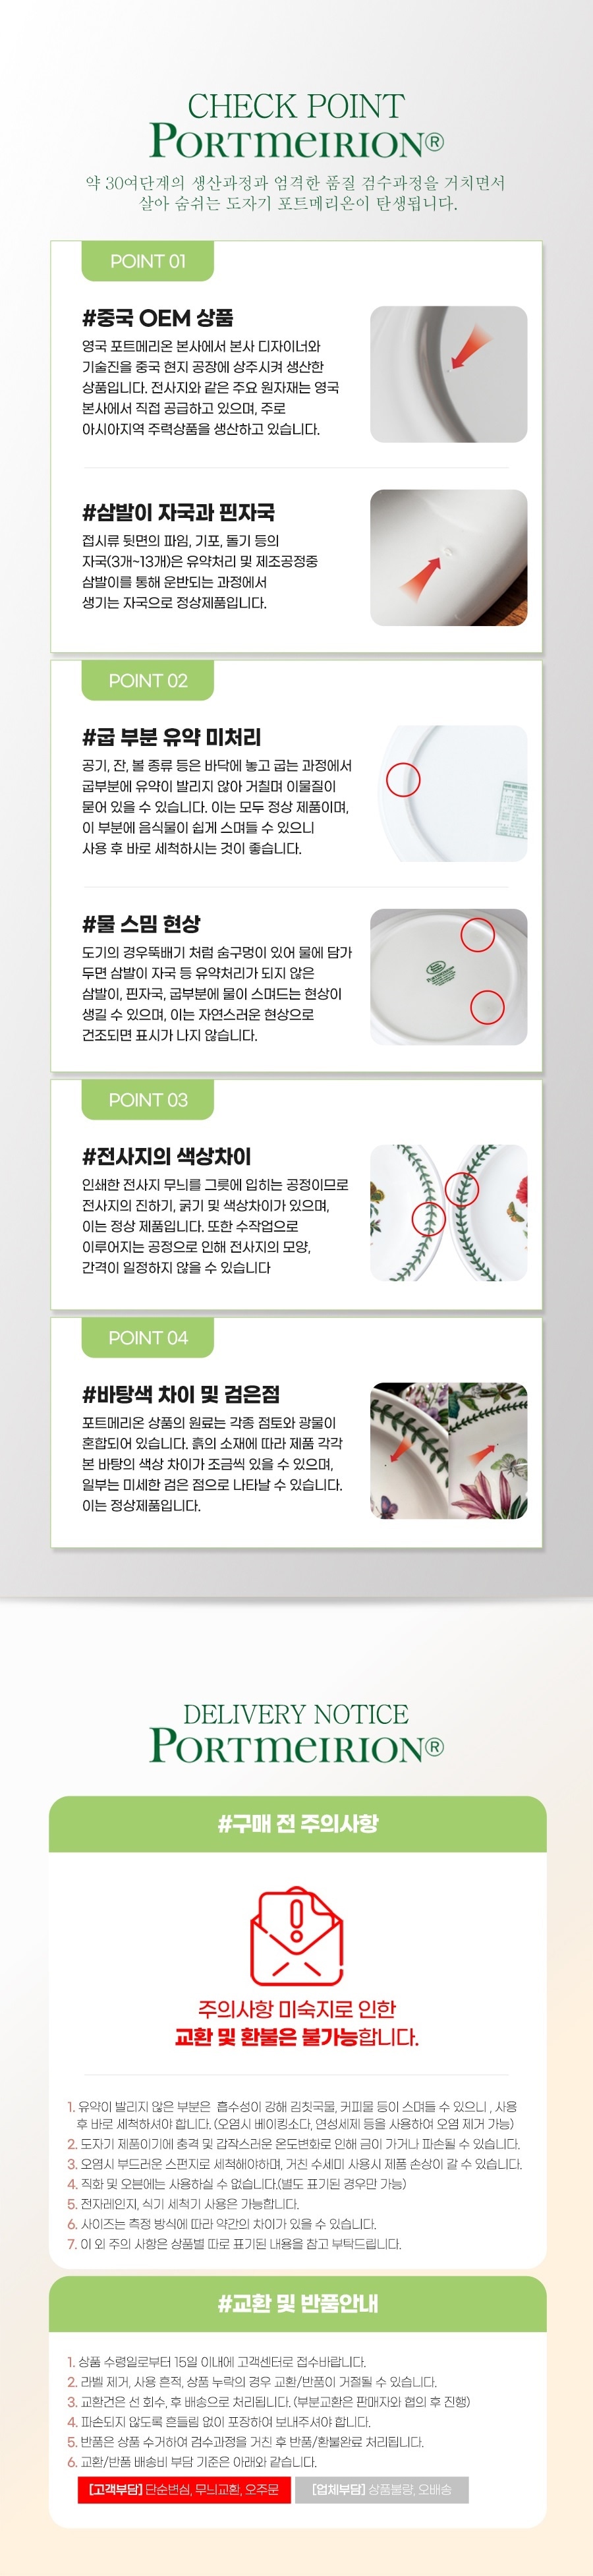 CHECK POINT
PORTMEIRION®
약 30여단계의 생산과정과 엄격한 품질 검수과정을 거치면서
살아 숨쉬는 도자기 포트메리온이 탄생됩니다.
POINT 01
#중국 OEM 상품
영국 포트메리온 본사에서 본사 디자이너와
기술진을 중국 현지 공장에 상주시켜 생산한
상품입니다. 전사지와 같은 주요 원자재는 영국
본사에서 직접 공급하고 있으며, 주로
아시아지역 주력상품을 생산하고 있습니다.
#삼발이 자국과 핀자국
접시류 뒷면의 파임, 기포, 돌기 등의
자국(3개~13개)은 유약처리 및 제조공정중
삼발이를 통해 운반되는 과정에서
생기는 자국으로 정상제품입니다.
POINT 02
#굽 부분 유약 미처리
공기, 잔, 볼 종류 등은 바닥에 놓고 굽는 과정에서
굽부분에 유약이 발리지 않아 거칠며 이물질이
묻어 있을 수 있습니다. 이는 모두 정상 제품이며,
이 부분에 음식물이 쉽게 스며들 수 있으니
사용 후 바로 세척하시는 것이 좋습니다.
#물 스밈 현상
도기의 경우뚝배기 처럼 숨구멍이 있어 물에 담가
두면 삼발이 자국 등 유약처리가 되지 않은
삼발이, 핀자국, 굽부분에 물이 스며드는 현상이
생길 수 있으며, 이는 자연스러운 현상으로
건조되면 표시가 나지 않습니다.
POINT 03
#전사지의 색상차이
인쇄한 전사지 무늬를 그릇에 입히는 공정이므로
전사지의 진하기, 굵기 및 색상차이가 있으며,
이는 정상 제품입니다. 또한 수작업으로
이루어지는 공정으로 인해 전사지의 모양,
간격이 일정하지 않을 수 있습니다
POINT 04
#바탕색 차이 및 검은점
포트메리온 상품의 원료는 각종 점토와 광물이
혼합되어 있습니다. 흙의 소재에 따라 제품 각각
본 바탕의 색상 차이가 조금씩 있을 수 있으며,
일부는 미세한 검은 점으로 나타날 수 있습니다.
이는 정상제품입니다.
DELIVERY NOTICE
PORTMEIRION®
#구매 전 주의사항
주의사항 미숙지로 인한
교환 및 환불은 불가능합니다.
1. 유약이 발리지 않은 부분은 흡수성이 강해 김칫국물, 커피물 등이 스며들 수 있으니 , 사용
후 바로 세척하셔야 합니다. (오염시 베이킹소다, 연성세제 등을 사용하여 오염 제거 가능)
2. 도자기 제품이기에 충격 및 갑작스러운 온도변화로 인해 금이 가거나 파손될 수 있습니다.
3. 오염시 부드러운 스펀지로 세척해야하며, 거친 수세미 사용시 제품 손상이 갈 수 있습니다.
4. 직화 및 오븐에는 사용하실 수 없습니다.(별도 표기된 경우만 가능)
5. 전자레인지, 식기 세척기 사용은 가능합니다.
6. 사이즈는 측정 방식에 따라 약간의 차이가 있을 수 있습니다.
7. 이 외 주의 사항은 상품별 따로 표기된 내용을 참고 부탁드립니다.
#교환 및 반품안내
1. 상품 수령일로부터 15일 이내에 고객센터로 접수바랍니다.
2. 라벨 제거, 사용 흔적, 상품 누락의 경우 교환/반품이 거절될 수 있습니다.
3. 교환건은 선 회수, 후 배송으로 처리됩니다. (부분교환은 판매자와 협의 후 진행)
4. 파손되지 않도록 흔들림 없이 포장하여 보내주셔야 합니다.
5. 반품은 상품 수거하여 검수과정을 거친 후 반품/환불완료 처리됩니다.
6. 교환/반품 배송비 부담 기준은 아래와 같습니다.
[고객부담] 단순변심, 무늬교환, 오주문
[업체부담] 상품불량, 오배송